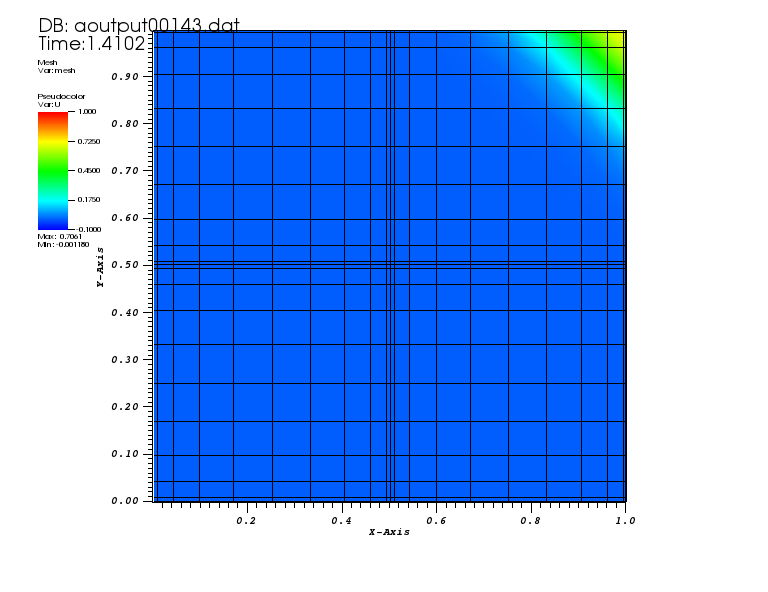 DB: aoutput00143.dat
Time:1.4102
Mesh
Var: mesh
Pseudocolor
Var: U
1.000
0.7250
0.4500
0.1750
-0.1000
Max: 0.7061
Min: -0.001180
Y-Axis
0.90
0.80
0.70
0.60
0.50
0.40
0.30
0.20
0.10
0.00
0.2 0.4 0.6 0.8 1.0
X-Axis